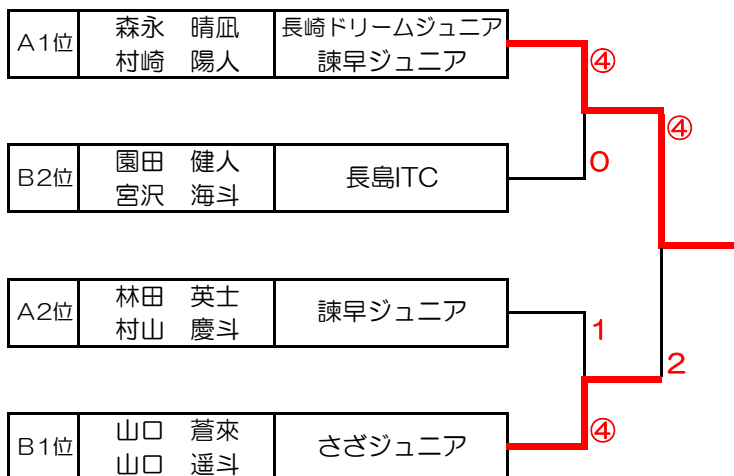 A1位 森永 晴凪 長崎ドリームジュニア
村崎 陽人 諫早ジュニア
④
④
B2位 園田 健人 長島ITC
宮沢 海斗
0
A2位 林田 英士 諫早ジュニア
村山 慶斗
1
2
B1位 山口 蒼來 さざジュニア
山口 遥斗
④